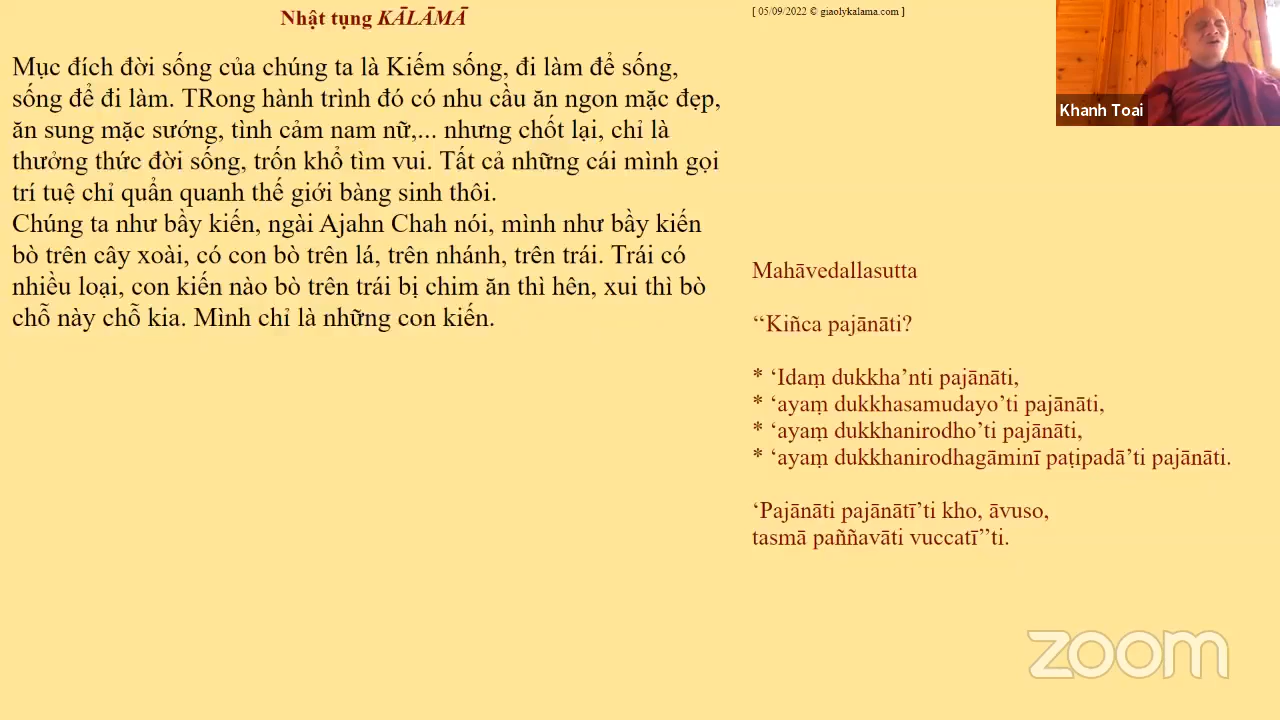 Nhật tụng KĀLĀMĀ
[ 05/09/2022 © giaolykalama.com ]
Mục đích đời sống của chúng ta là Kiếm sống, đi làm để sống,
sống để đi làm. TRong hành trình đó có nhu cầu ăn ngon mặc đẹp,
ăn sung mặc sướng, tình cảm nam nữ,... nhưng chốt lại, chỉ là
thưởng thức đời sống, trốn khổ tìm vui. Tất cả những cái mình gọi
trí tuệ chỉ quẩn quanh thế giới bàng sinh thôi.
Chúng ta như bầy kiến, ngài Ajahn Chah nói, mình như bầy kiến
bò trên cây xoài, có con bò trên lá, trên nhánh, trên trái. Trái có
nhiều loại, con kiến nào bò trên trái bị chim ăn thì hên, xui thì bò
chỗ này chỗ kia. Mình chỉ là những con kiến.
Khanh Toai
Mahāvedallasutta
“Kiñca pajānāti?
* ‘Idaṃ dukkha’nti pajānāti,
* ‘ayaṃ dukkhasamudayo’ti pajānāti,
* ‘ayaṃ dukkhanirodho’ti pajānāti,
* ‘ayaṃ dukkhanirodhagāminī paṭipadā’ti pajānāti.
‘Pajānāti pajānātī’ti kho, āvuso,
tasmā paññavāti vuccatī’’ti.
zoom